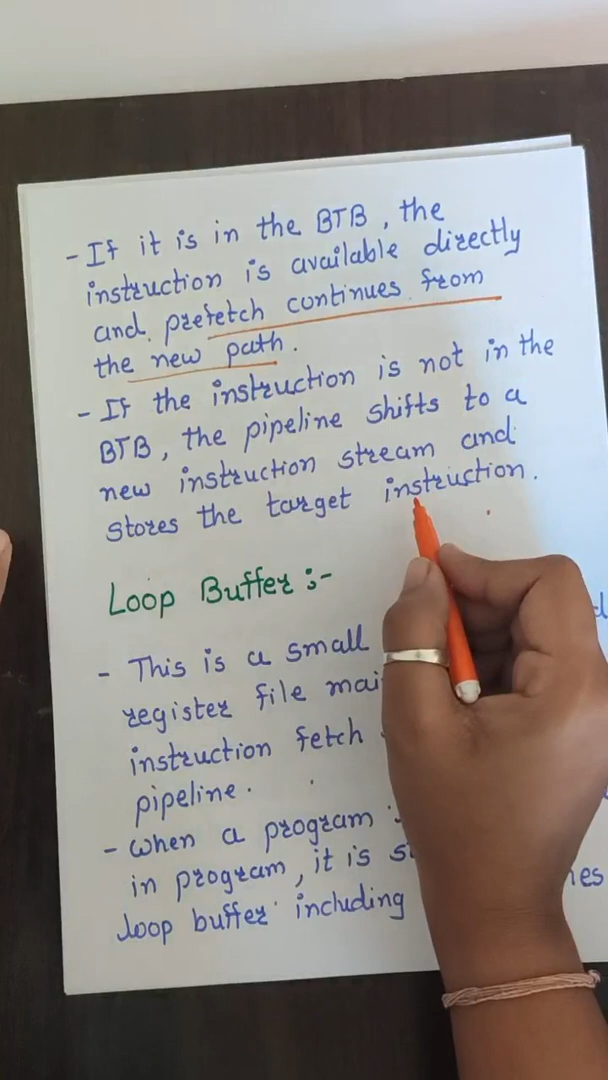 - If it is in the BTB, the
instruction is available directly
and prefetch continues from
the new path.
- If the instruction is not in the
BTB, the pipeline shifts to a
new instruction stream and
stores the target instruction.
Loop Buffer :-
- This is a small
register file
instruction fetch
pipeline.
- When a program
in program, it is
loop buffer including